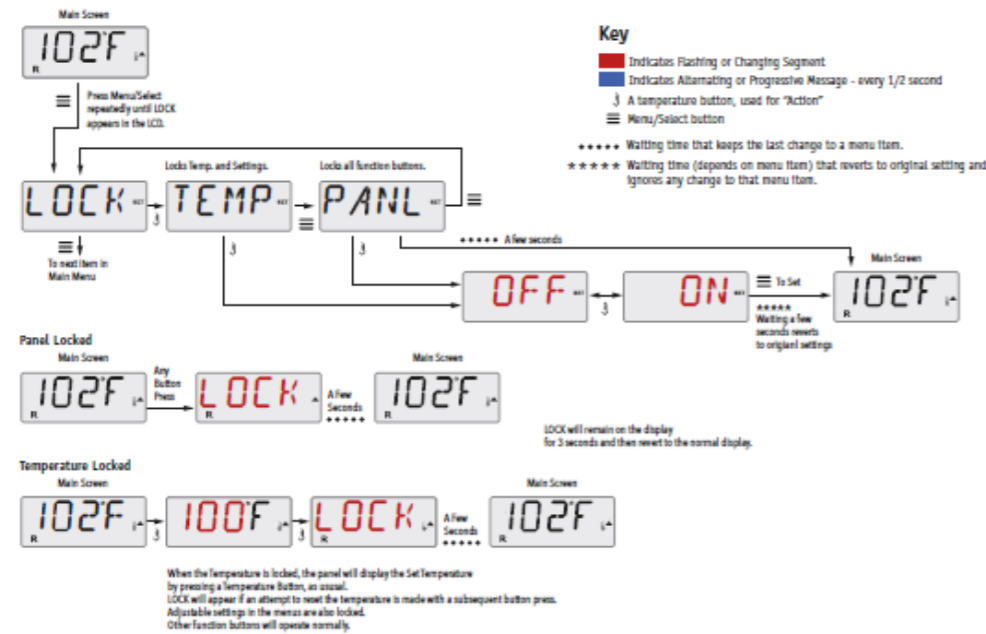 Main Screen
102°F
R
Press Menu/Select
repeatedly until LOCK
appears in the LCD.
Key
Indicates Flashing or Changing Segment
Indicates Alternating or Progressive Message - every 1/2 second
A temperature button, used for "Action"
Menu/Select button
***** Waiting time that keeps the last change to a menu item.
***** Waiting time (depends on menu item) that reverts to original setting and
ignores any change to that menu item.
Locks Temp. and Settings.
Locks all function buttons.
LOCK SET
TEMP SET
PANL SET
To next item in
Main Menu
***** A few seconds
OFF SET
ON SET
To Set
*****
Waiting a few
seconds reverts
to origianl settings
Main Screen
102°F
R
Panel Locked
Main Screen
102°F
R
Any
Button
Press
LOCK
R
A Few
Seconds
*****
Main Screen
102°F
R
LOCK will remain on the display
for 3 seconds and then revert to the normal display.
Temperature Locked
Main Screen
102°F
R
100°F
LOCK
R
A Few
Seconds
*****
Main Screen
102°F
R
When the Temperature is locked, the panel will display the Set Temperature
by pressing a Temperature Button, as ususal.
LOCK will appear if an attempt to reset the temperature is made with a subsequent button press.
Adjustable settings in the menus are also locked.
Other function buttons will operate normally.